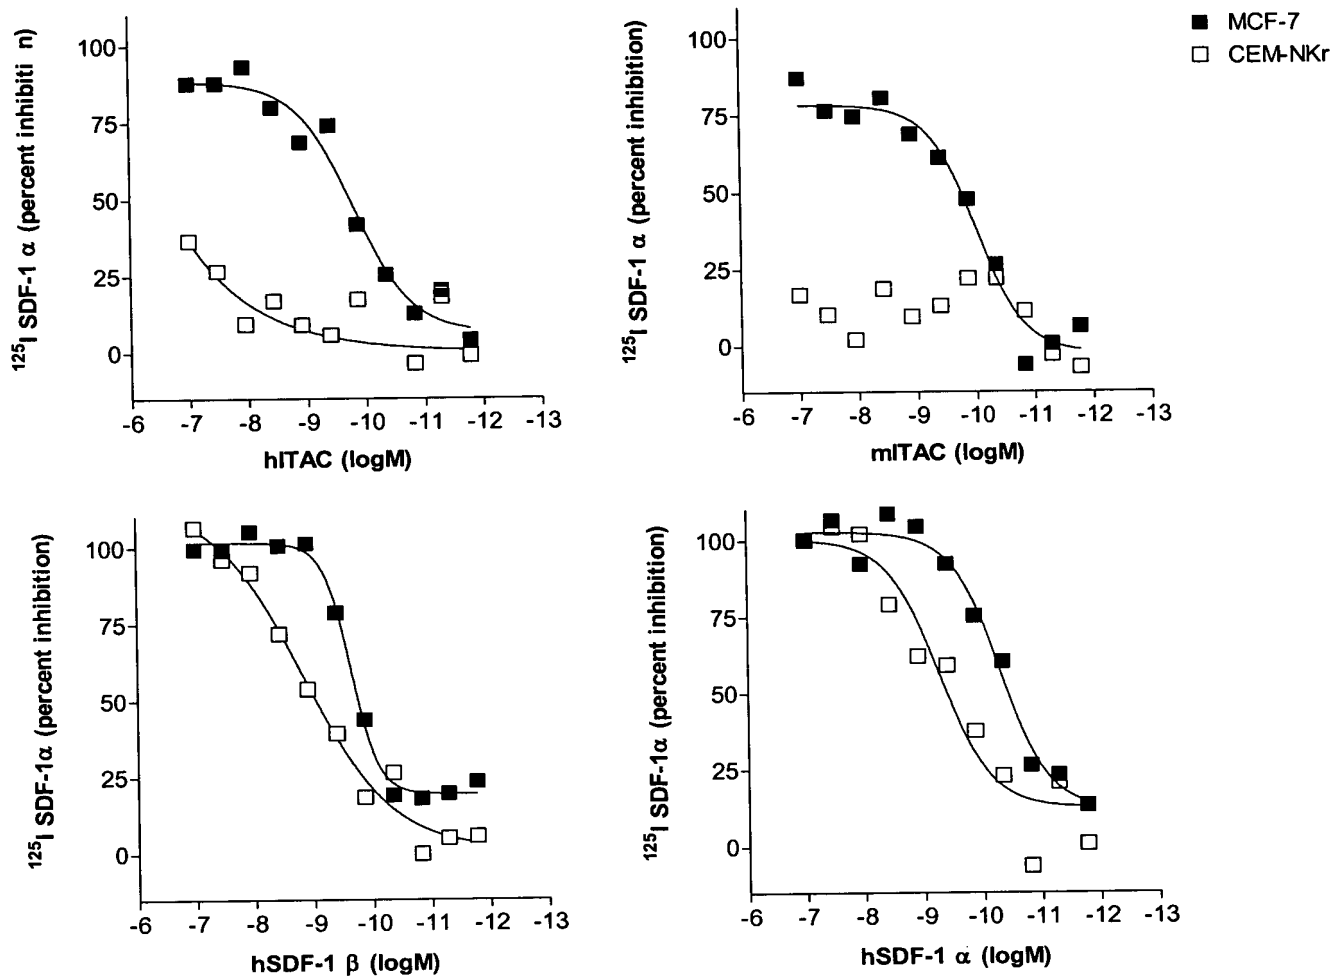 MCF-7
CEM-NKr
¹²⁵I SDF-1 α (percent inhibiti n)
100
75
50
25
0
-6 -7 -8 -9 -10 -11 -12 -13
hITAC (logM)
¹²⁵I SDF-1 α (percent inhibition)
100
75
50
25
0
-6 -7 -8 -9 -10 -11 -12 -13
mITAC (logM)
¹²⁵I SDF-1α (percent inhibition)
100
75
50
25
0
-6 -7 -8 -9 -10 -11 -12 -13
hSDF-1 β (logM)
¹²⁵I SDF-1α (percent inhibition)
100
75
50
25
0
-6 -7 -8 -9 -10 -11 -12 -13
hSDF-1 α (logM)